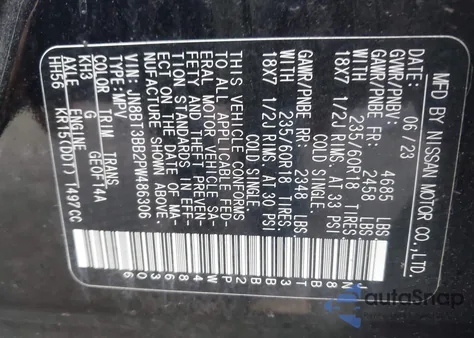 MFD BY NISSAN MOTOR CO., LTD.
DATE: 06/23
GVWR/PNBV: 4685 LBS.
GAWR/PNBE FR: 2458 LBS.
WITH 235/60R18 TIRES,
18X7 1/2J RIMS, AT 33 PSI
COLD
GAWR/PNBE RR: 2348 LBS.
WITH 235/60R18 TIRES,
18X7 1/2J RIMS, AT 30 PSI
COLD
THIS VEHICLE CONFORMS
TO ALL APPLICABLE FED-
ERAL MOTOR VEHICLE SA-
FETY AND THEFT PREVEN-
TION STANDARDS IN EFF-
ECT ON THE DATE OF MA-
NUFACTURE SHOWN ABOVE.
VIN: JN8BT3BB2PW486306
TYPE: MPV
COLOR TRIM TRANS
KH3 G GE0F14A
AXLE ENGINE
HH56 KR15(DDT) 1497CC
JN8BT3BB2PW486306
autoSnap